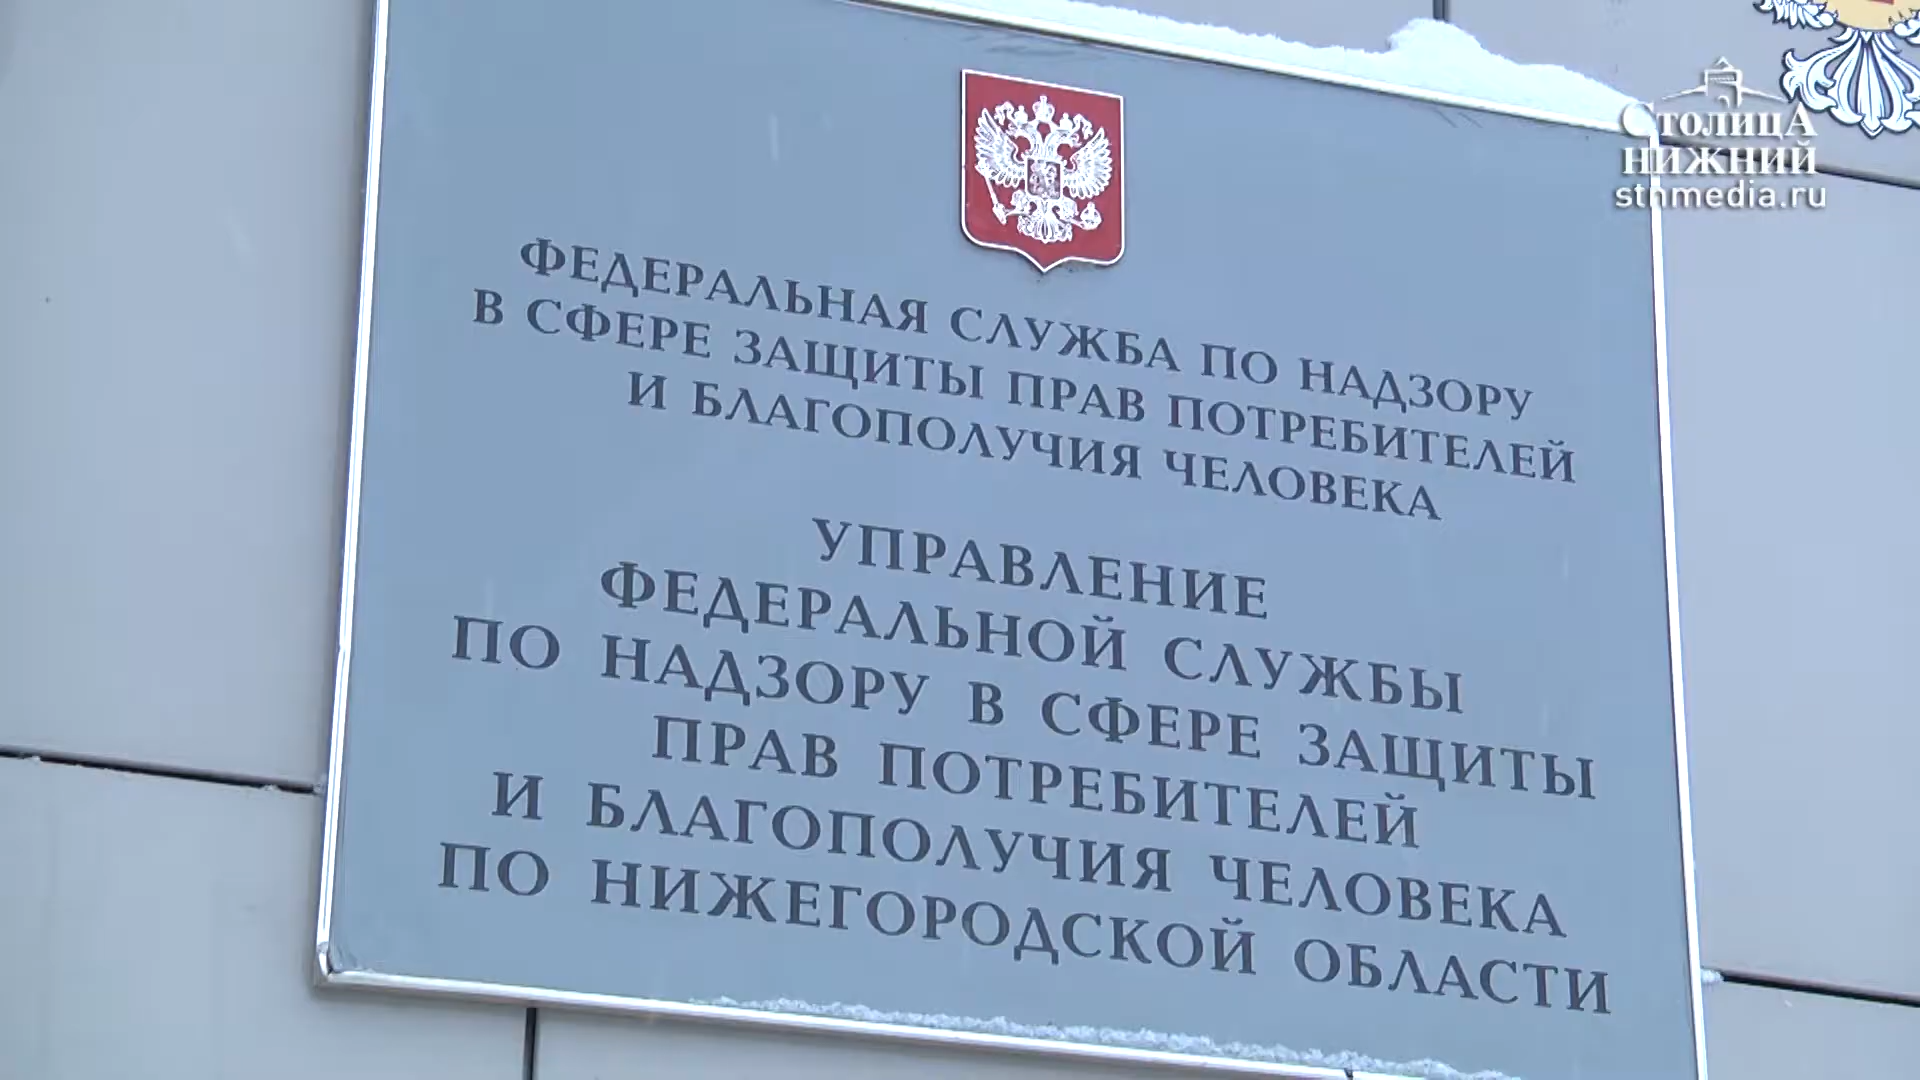 Столица
Нижний
stnmedia.ru
ФЕДЕРАЛЬНАЯ СЛУЖБА ПО НАДЗОРУ
В СФЕРЕ ЗАЩИТЫ ПРАВ ПОТРЕБИТЕЛЕЙ
И БЛАГОПОЛУЧИЯ ЧЕЛОВЕКА
УПРАВЛЕНИЕ
ФЕДЕРАЛЬНОЙ СЛУЖБЫ
ПО НАДЗОРУ В СФЕРЕ ЗАЩИТЫ
ПРАВ ПОТРЕБИТЕЛЕЙ
И БЛАГОПОЛУЧИЯ ЧЕЛОВЕКА
ПО НИЖЕГОРОДСКОЙ ОБЛАСТИ